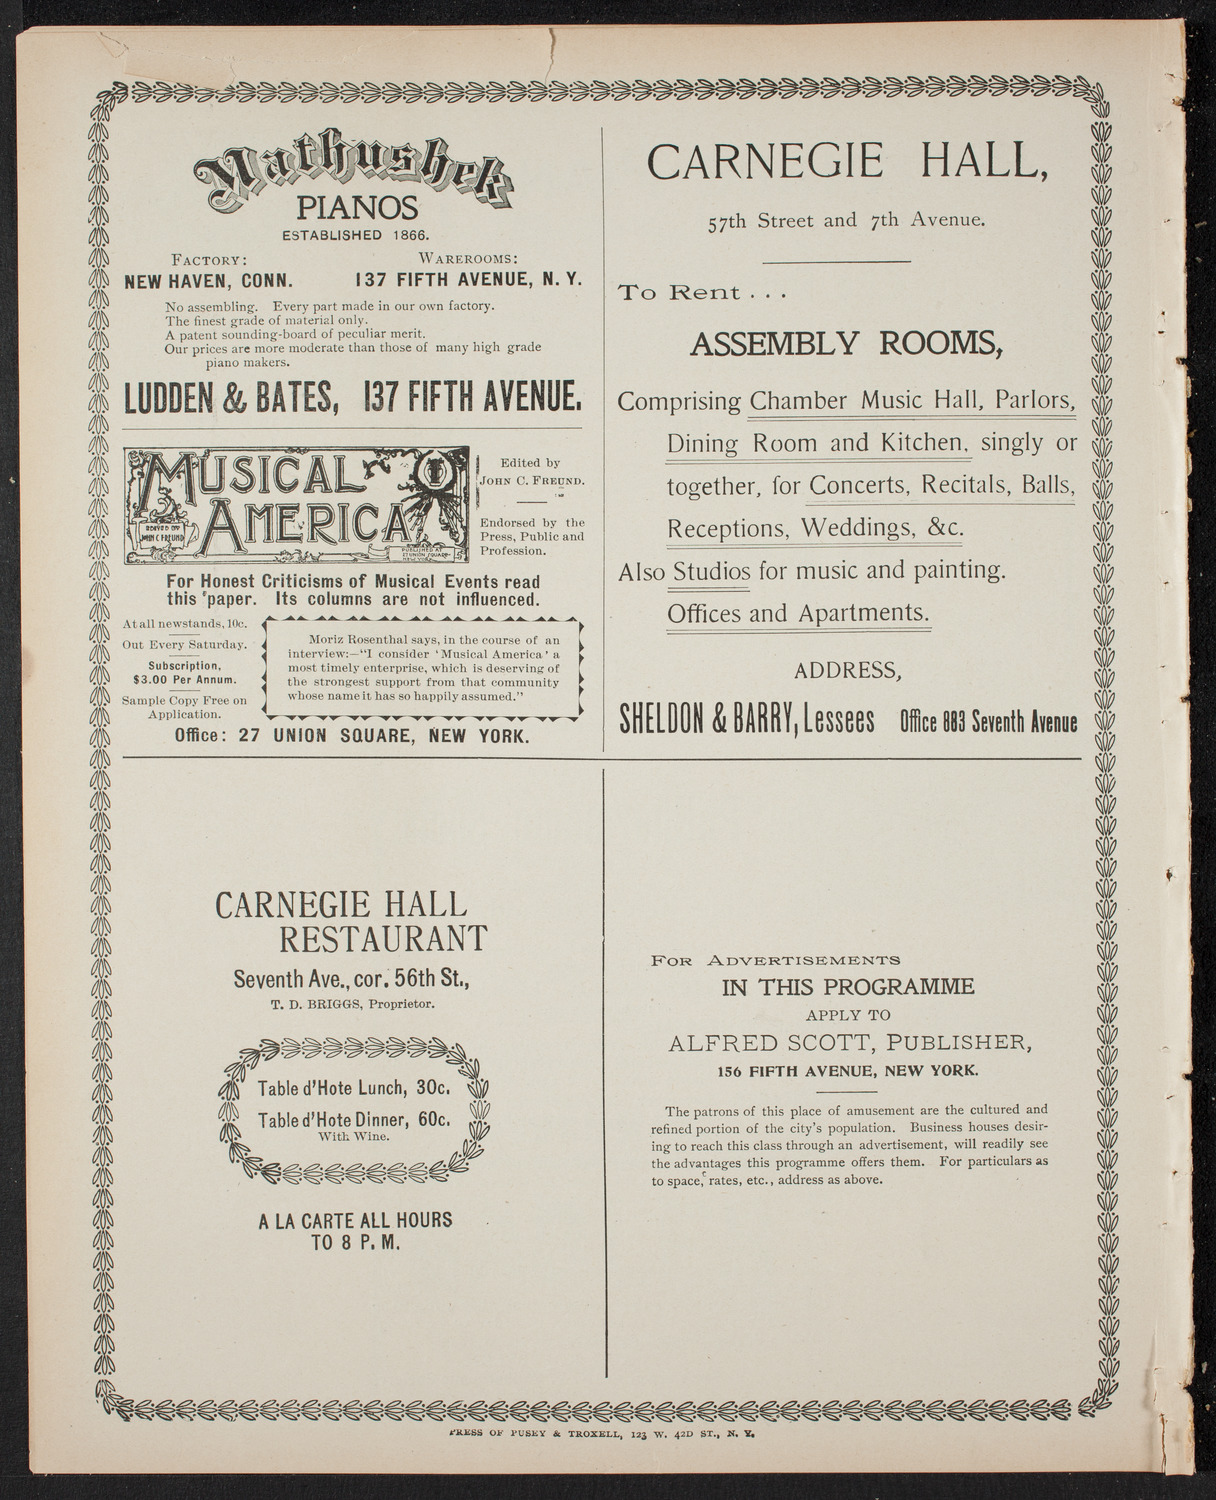 Mathushek
PIANOS
ESTABLISHED 1866.
FACTORY:
NEW HAVEN, CONN.
WAREROOMS:
137 FIFTH AVENUE, N. Y.
No assembling. Every part made in our own factory.
The finest grade of material only.
A patent sounding-board of peculiar merit.
Our prices are more moderate than those of many high grade
piano makers.
LUDDEN & BATES, 137 FIFTH AVENUE.
MUSICAL
AMERICA
EDITED BY
JOHN C FREUND
PUBLISHED AT
27 UNION SQUARE
NEW YORK
Edited by
JOHN C. FREUND.
Endorsed by the
Press, Public and
Profession.
For Honest Criticisms of Musical Events read
this paper. Its columns are not influenced.
At all newstands, 10c.
Out Every Saturday.
Subscription,
$3.00 Per Annum.
Sample Copy Free on
Application.
Moriz Rosenthal says, in the course of an
interview:—"I consider 'Musical America' a
most timely enterprise, which is deserving of
the strongest support from that community
whose name it has so happily assumed."
Office: 27 UNION SQUARE, NEW YORK.
CARNEGIE HALL,
57th Street and 7th Avenue.
To Rent . . .
ASSEMBLY ROOMS,
Comprising Chamber Music Hall, Parlors,
Dining Room and Kitchen, singly or
together, for Concerts, Recitals, Balls,
Receptions, Weddings, &c.
Also Studios for music and painting.
Offices and Apartments.
ADDRESS,
SHELDON & BARRY, Lessees Office 883 Seventh Avenue
CARNEGIE HALL
RESTAURANT
Seventh Ave., cor. 56th St.,
T. D. BRIGGS, Proprietor.
Table d'Hote Lunch, 30c.
Table d'Hote Dinner, 60c.
With Wine.
A LA CARTE ALL HOURS
TO 8 P. M.
FOR ADVERTISEMENTS
IN THIS PROGRAMME
APPLY TO
ALFRED SCOTT, PUBLISHER,
156 FIFTH AVENUE, NEW YORK.
The patrons of this place of amusement are the cultured and
refined portion of the city's population. Business houses desir-
ing to reach this class through an advertisement, will readily see
the advantages this programme offers them. For particulars as
to space, rates, etc., address as above.
PRESS OF PUSEY & TROXELL, 123 W. 42D ST., N. Y.